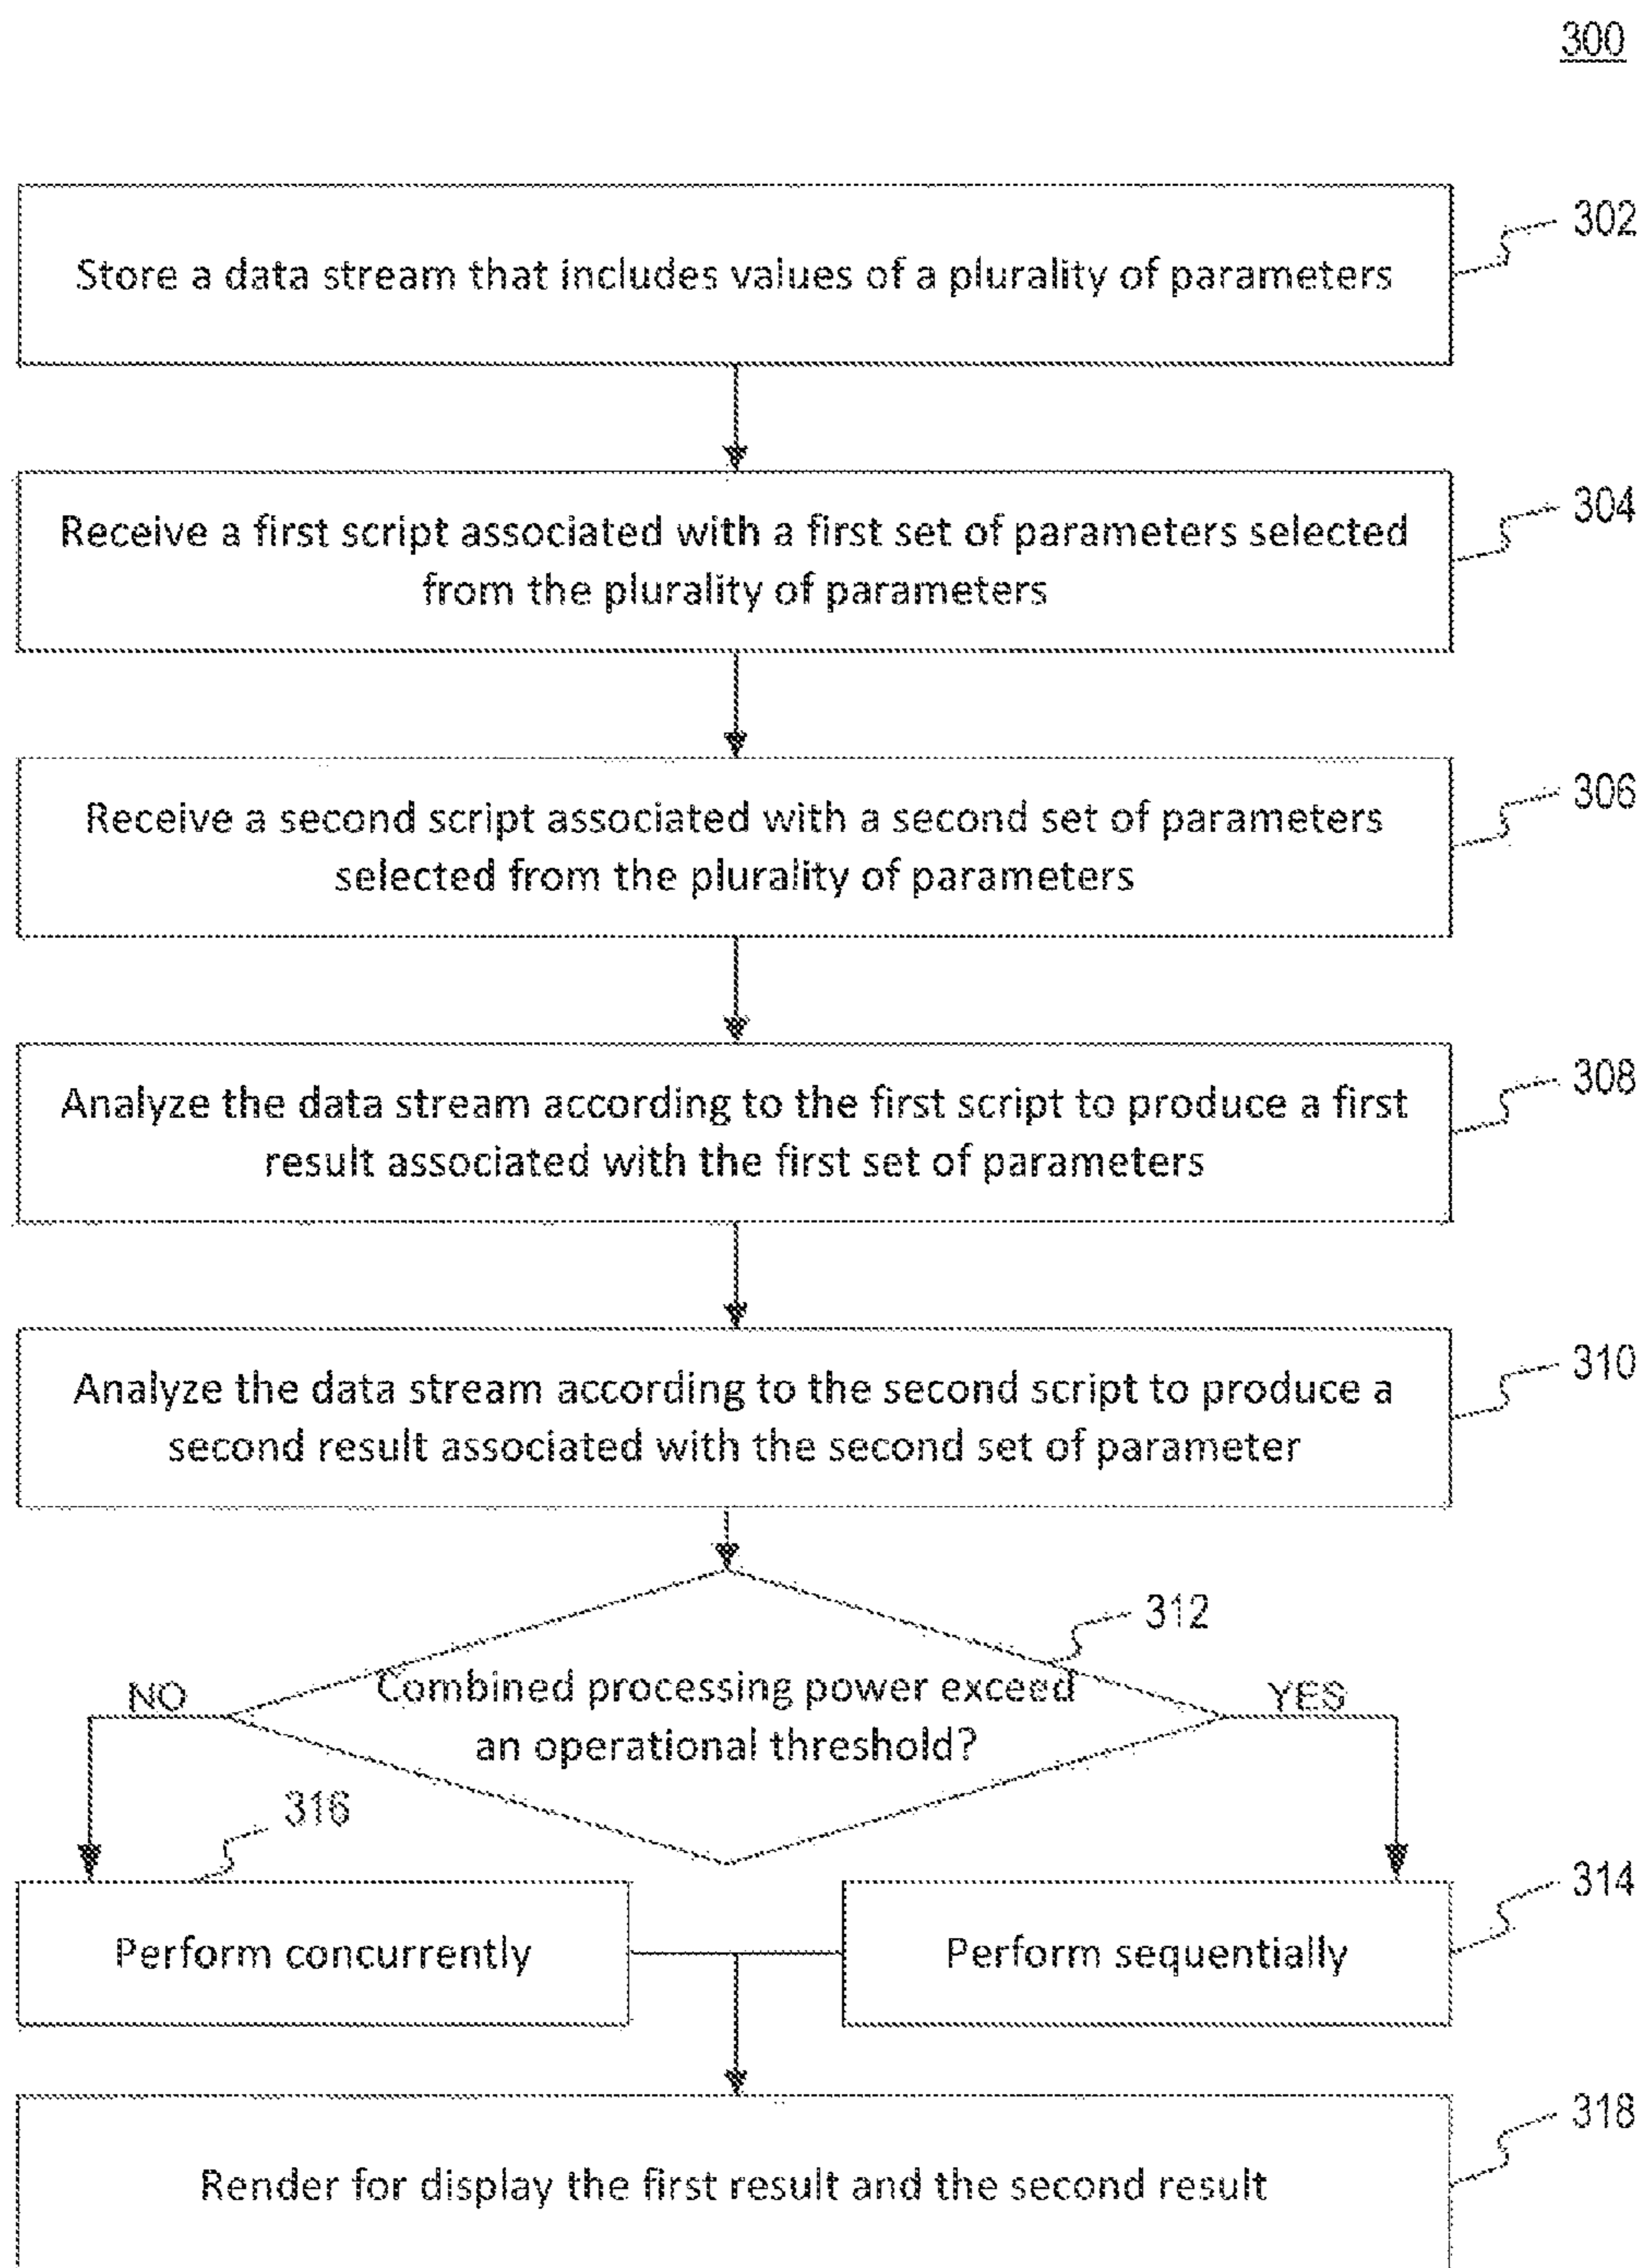 300
Store a data stream that includes values of a plurality of parameters
302
Receive a first script associated with a first set of parameters selected
from the plurality of parameters
304
Receive a second script associated with a second set of parameters
selected from the plurality of parameters
306
Analyze the data stream according to the first script to produce a first
result associated with the first set of parameters
308
Analyze the data stream according to the second script to produce a
second result associated with the second set of parameter
310
312
NO
Combined processing power exceed
an operational threshold?
YES
316
Perform concurrently
Perform sequentially
314
Render for display the first result and the second result
318